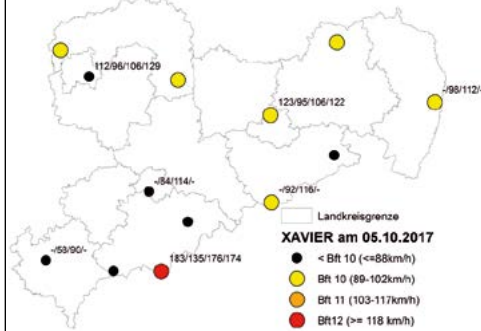 112/96/106/129
123/95/106/122
-/98/112/-
-/92/116/-
-/84/114/-
183/135/176/174
-/53/90/-
Landkreisgrenze
XAVIER am 05.10.2017
< Bft 10 (<=88km/h)
Bft 10 (89-102km/h)
Bft 11 (103-117km/h)
Bft12 (>= 118 km/h)